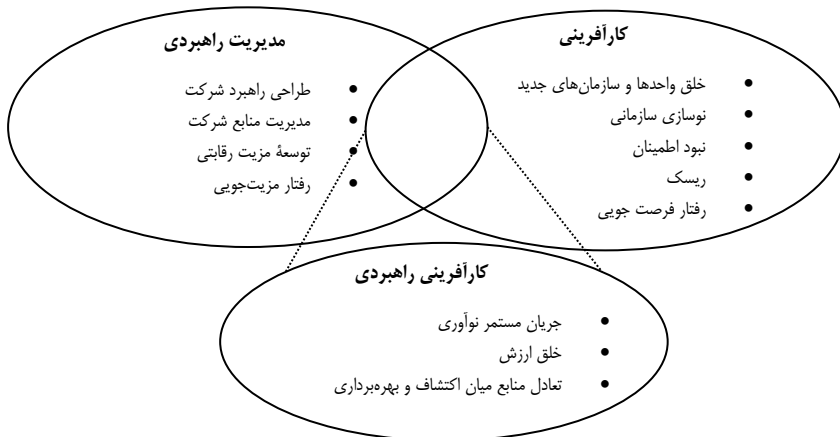 کارآفرینی
• خلق واحدها و سازمان‌های جدید
• نوسازی سازمانی
• نبود اطمینان
• ریسک
• رفتار فرصت جویی
مدیریت راهبردی
• طراحی راهبرد شرکت
• مدیریت منابع شرکت
• توسعهٔ مزیت رقابتی
• رفتار مزیت‌جویی
کارآفرینی راهبردی
• جریان مستمر نوآوری
• خلق ارزش
• تعادل منابع میان اکتشاف و بهره‌برداری